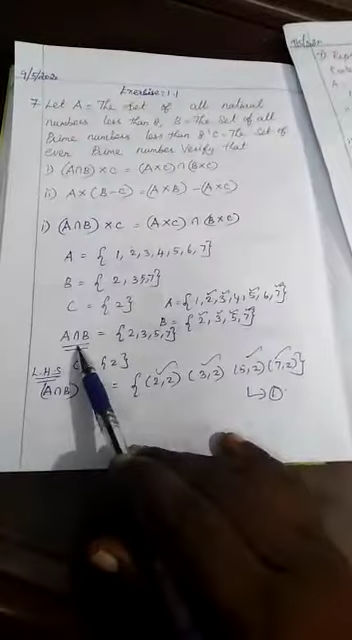 9/5/2020
Exercise: 1.1
7. Let A = The set of all natural
numbers less than 8, B = The set of all
Prime numbers less than 8 C = The set of
even Prime number Verify that
i) (A∩B) × C = (A×C) ∩ (B×C)
ii) A × (B-C) = (A×B) - (A×C)
i) (A∩B) × C = (A×C) ∩ (B×C)
A = { 1, 2, 3, 4, 5, 6, 7}
B = { 2, 3, 5, 7}
C = { 2} A = {1, 2, 3, 4, 5, 6, 7}
B = { 2, 3, 5, 7}
A∩B = {2, 3, 5, 7}
L.H.S {2}
(A∩B) = { (2,2) (3,2) (5,2) (7,2)}
↳ ①